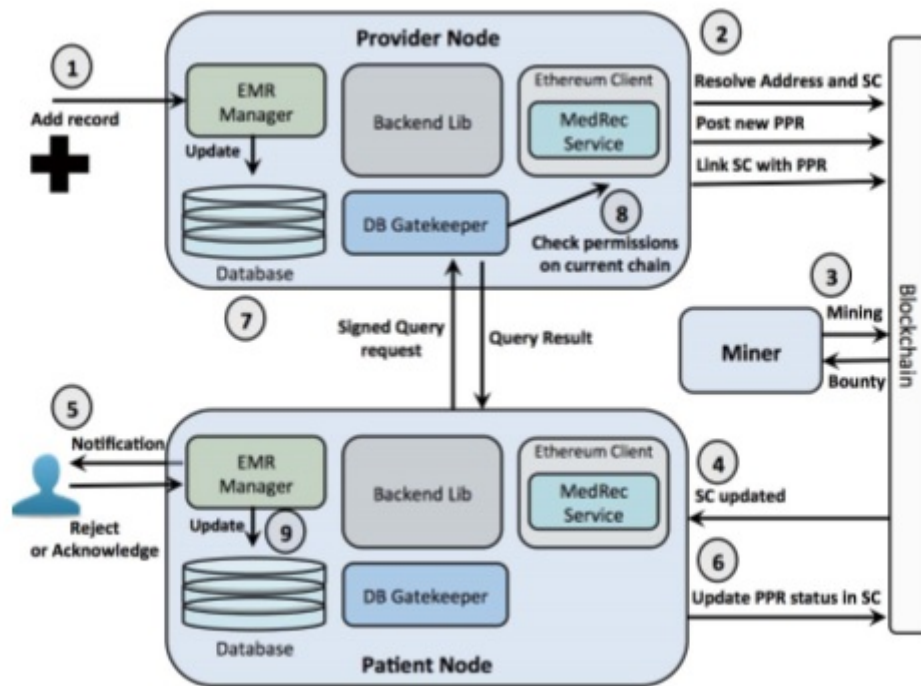 1
Add record
Provider Node
EMR
Manager
Update
Database
Backend Lib
DB Gatekeeper
Ethereum Client
MedRec
Service
8
Check permissions
on current chain
2
Resolve Address and SC
Post new PPR
Link SC with PPR
Blockchain
3
Mining
Miner
Bounty
7
Signed Query
request
Query Result
5
Notification
Reject
or Acknowledge
EMR
Manager
Update
9
Database
Backend Lib
DB Gatekeeper
Ethereum Client
MedRec
Service
Patient Node
4
SC updated
6
Update PPR status in SC